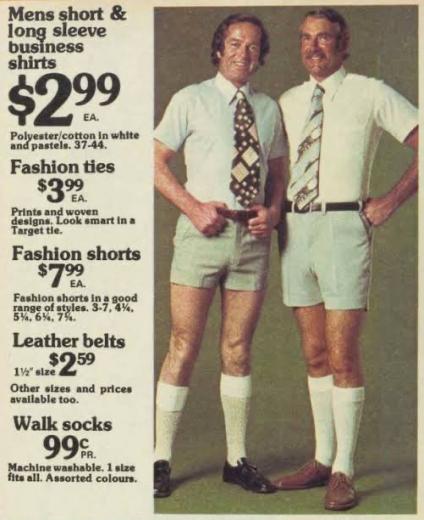 Mens short &
long sleeve
business
shirts
$2.99
EA.
Polyester/cotton in white
and pastels. 37-44.
Fashion ties
$3.99
EA.
Prints and woven
designs. Look smart in a
Target tie.
Fashion shorts
$7.99
EA.
Fashion shorts in a good
range of styles. 3-7, 4¼,
5¼, 6¼, 7¼.
Leather belts
1½" size $2.59
Other sizes and prices
available too.
Walk socks
99c
PR.
Machine washable. 1 size
fits all. Assorted colours.